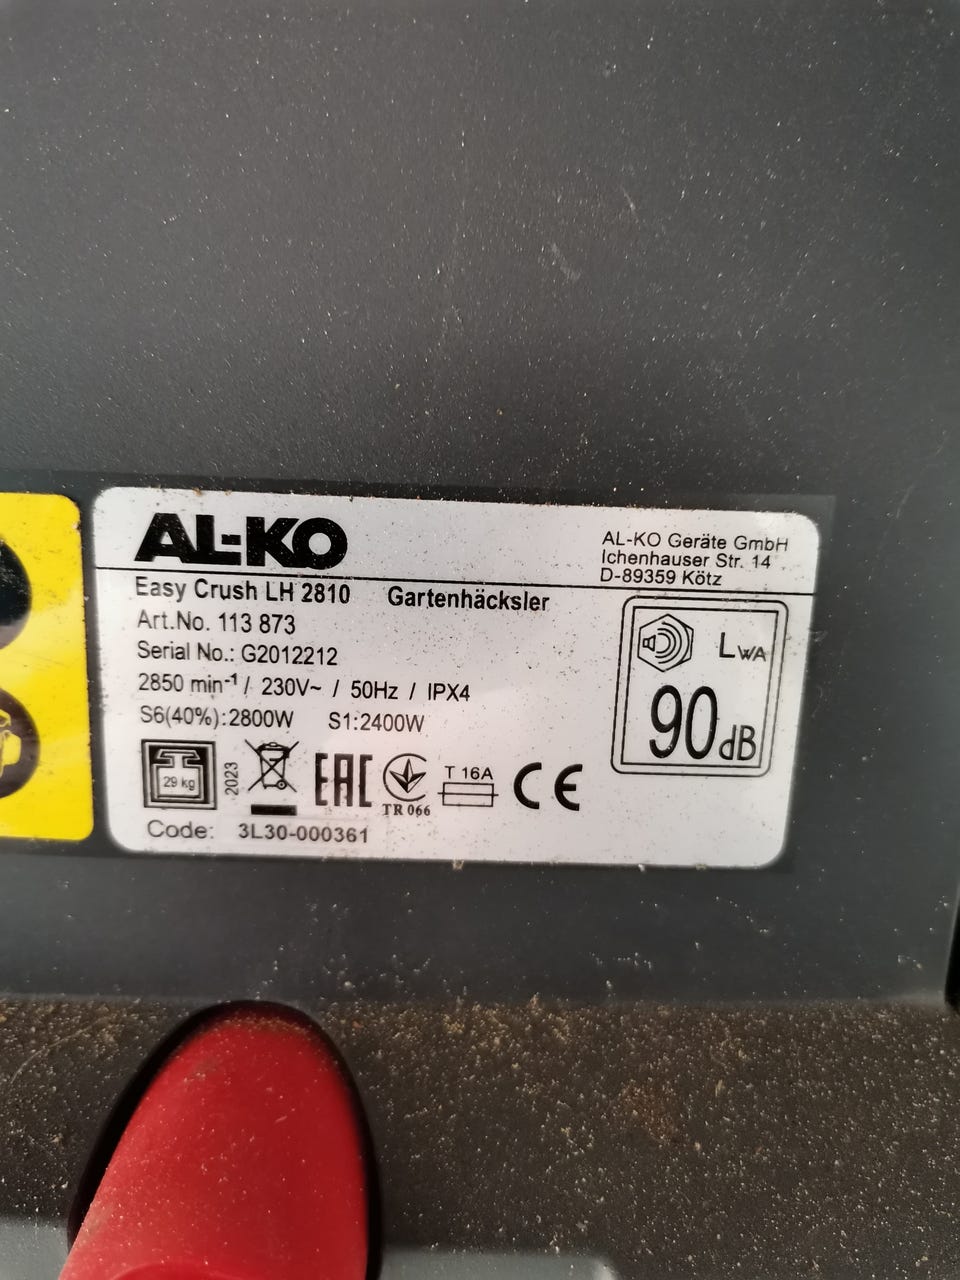 AL-KO
AL-KO Geräte GmbH
Ichenhauser Str. 14
D-89359 Kötz
Easy Crush LH 2810 Gartenhäcksler
Art.No. 113 873
Serial No.: G2012212
2850 min⁻¹ / 230V~ / 50Hz / IPX4
S6(40%):2800W S1:2400W
LWA
90dB
29 kg
2023
EAC
TR 066
T 16A
CE
Code: 3L30-000361